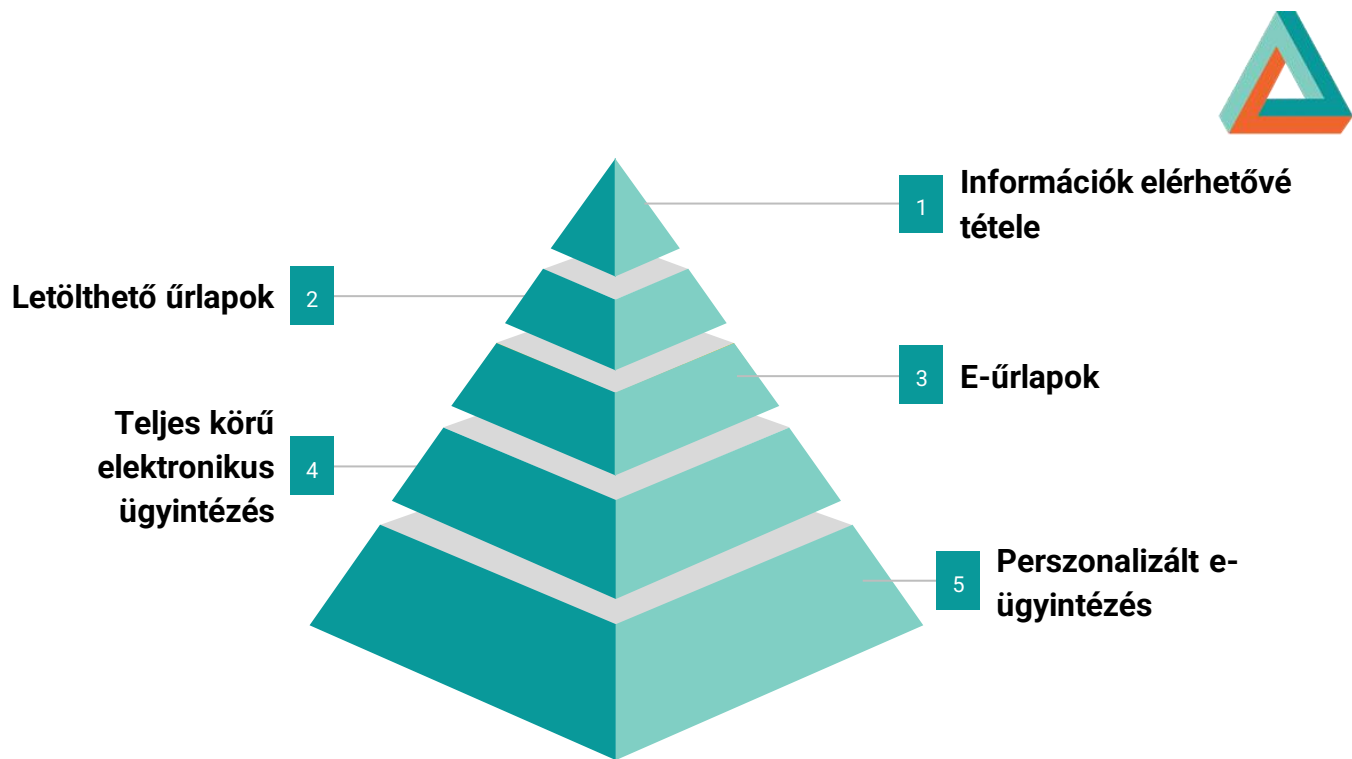 1
Információk elérhetővé
tétele
Letölthető űrlapok
2
3
E-űrlapok
Teljes körű
elektronikus
ügyintézés
4
5
Perszonalizált e-
ügyintézés